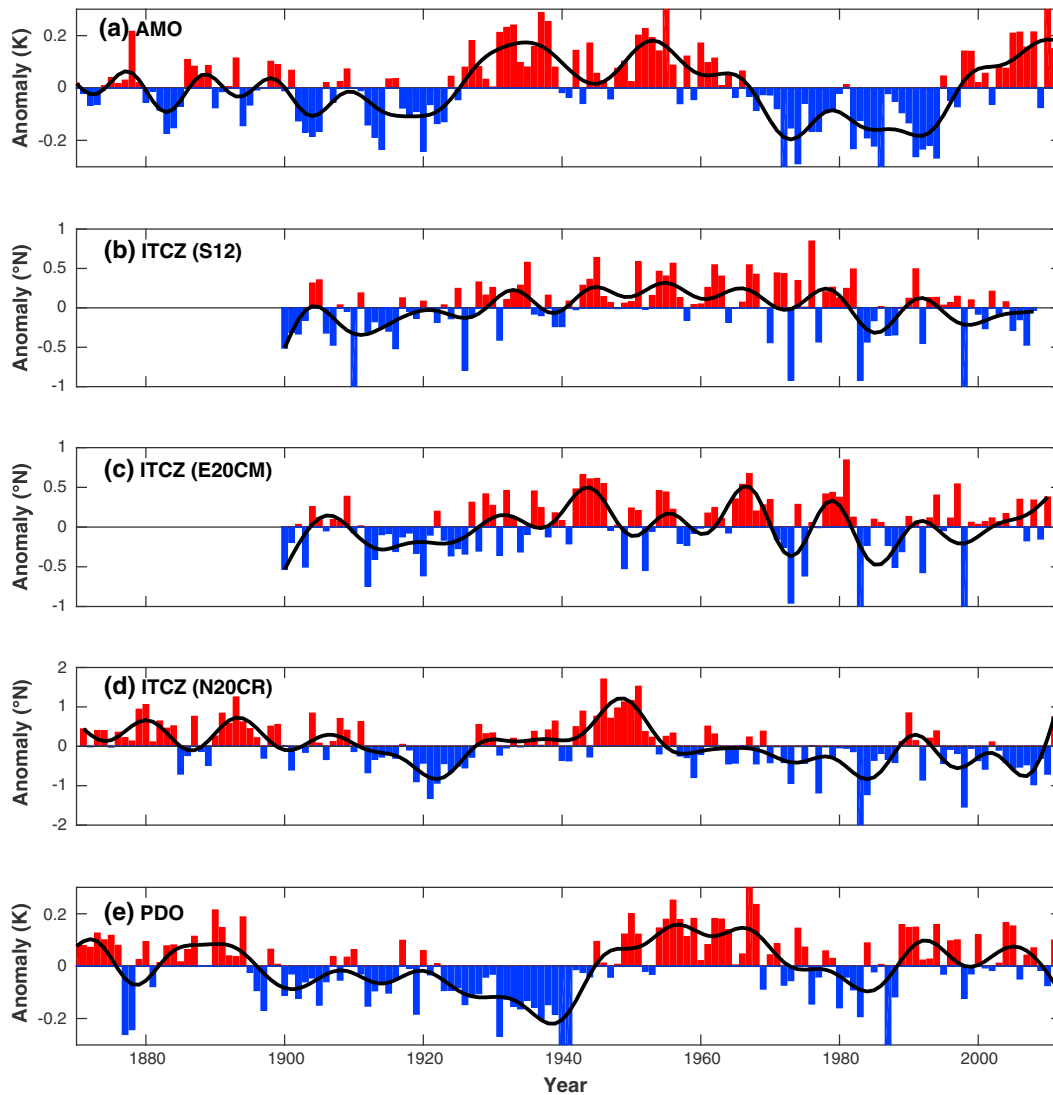 (a) AMO
Anomaly (K)
0.2
0
-0.2
(b) ITCZ (S12)
Anomaly (°N)
1
0.5
0
-0.5
-1
(c) ITCZ (E20CM)
Anomaly (°N)
1
0.5
0
-0.5
-1
(d) ITCZ (N20CR)
Anomaly (°N)
2
1
0
-1
-2
(e) PDO
Anomaly (K)
0.2
0
-0.2
1880 1900 1920 1940 1960 1980 2000
Year